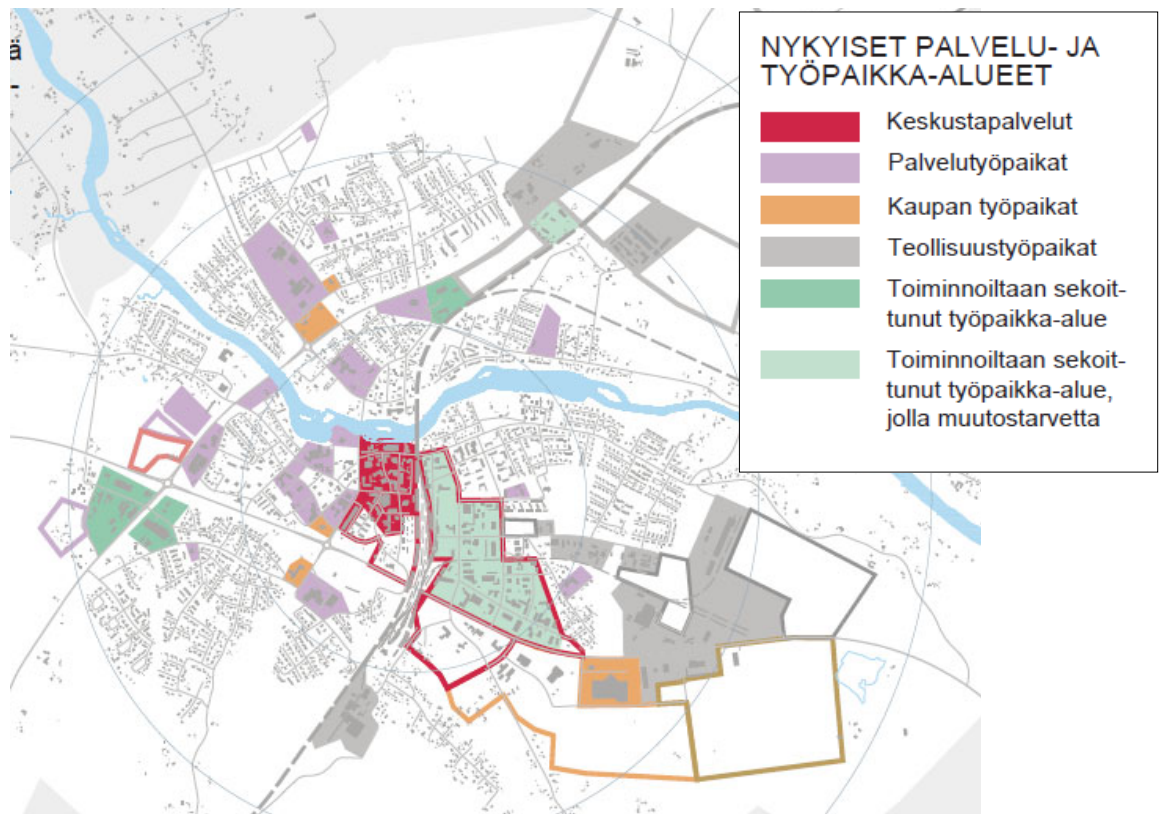 ä
-
NYKYISET PALVELU- JA
TYÖPAIKKA-ALUEET
Keskustapalvelut
Palvelutyöpaikat
Kaupan työpaikat
Teollisuustyöpaikat
Toiminnoiltaan sekoit-
tunut työpaikka-alue
Toiminnoiltaan sekoit-
tunut työpaikka-alue,
jolla muutostarvetta